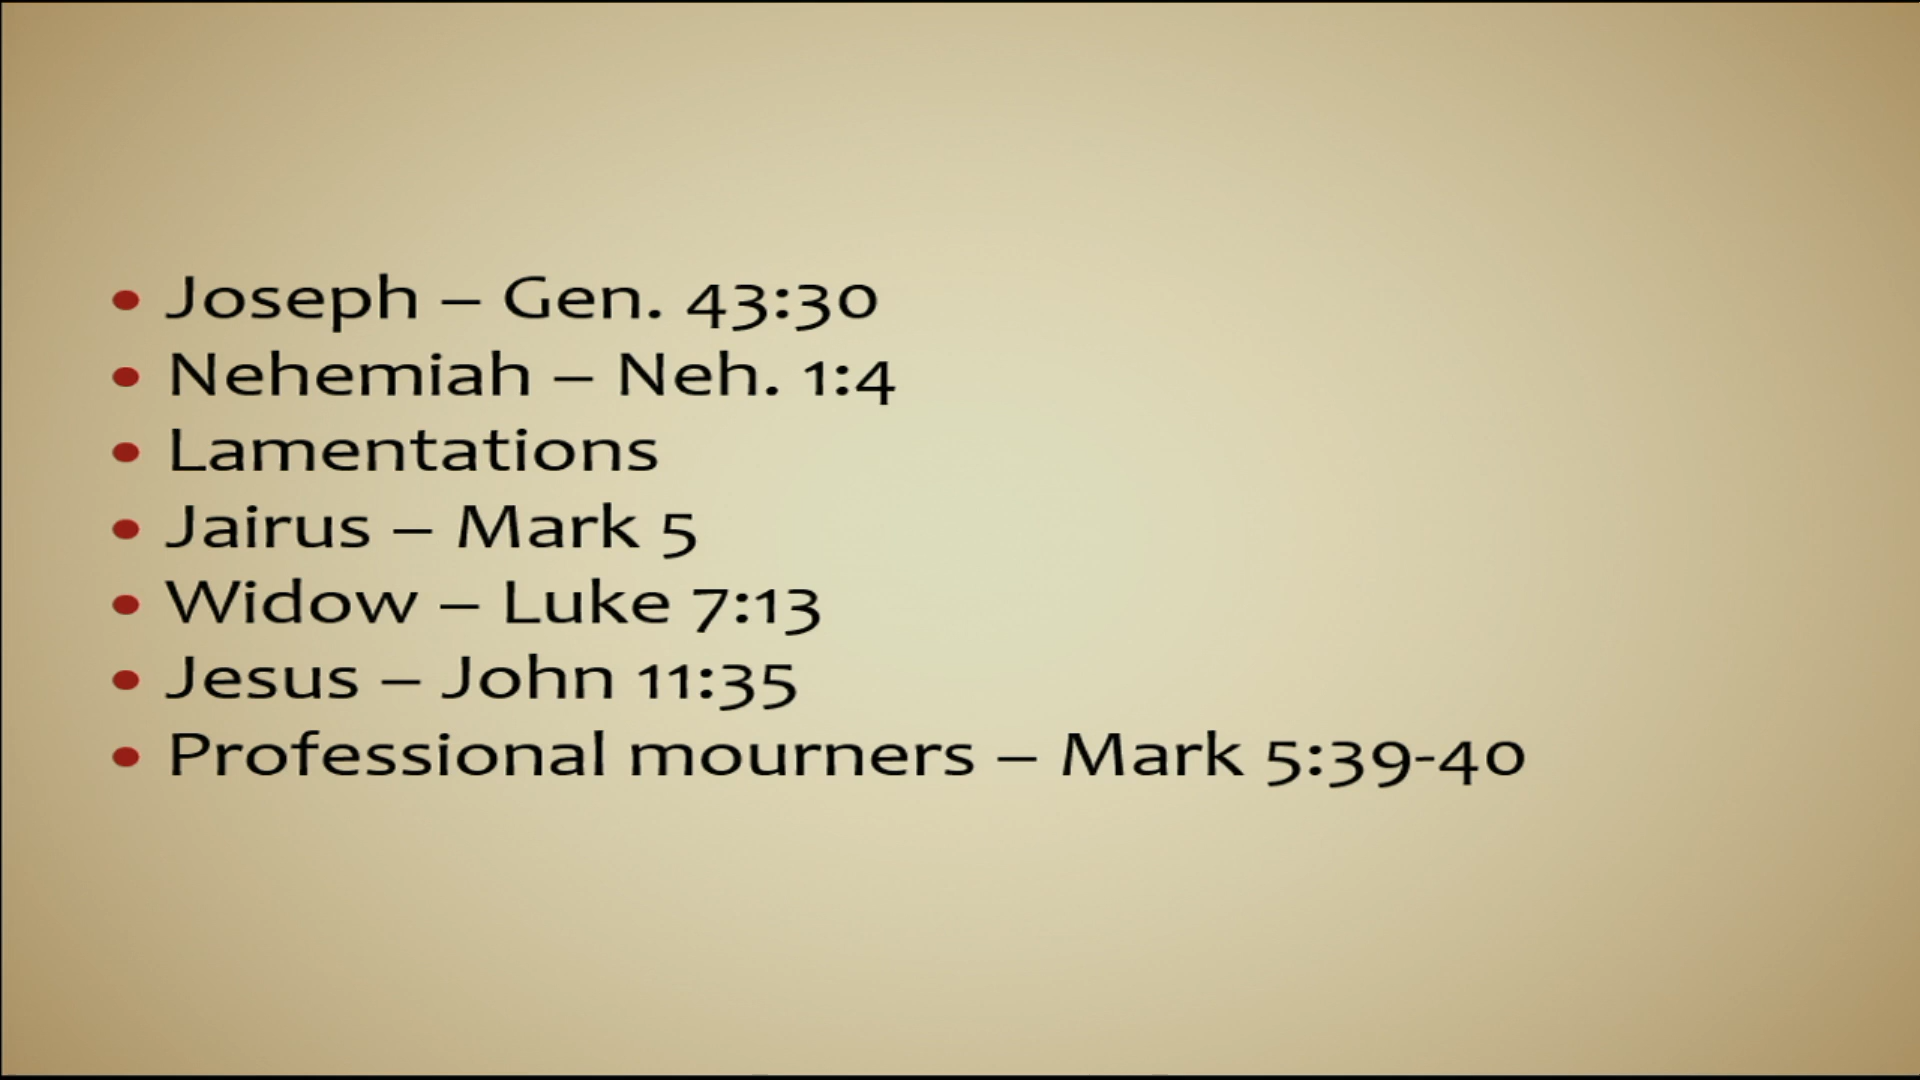 • Joseph – Gen. 43:30
• Nehemiah – Neh. 1:4
• Lamentations
• Jairus – Mark 5
• Widow – Luke 7:13
• Jesus – John 11:35
• Professional mourners – Mark 5:39-40